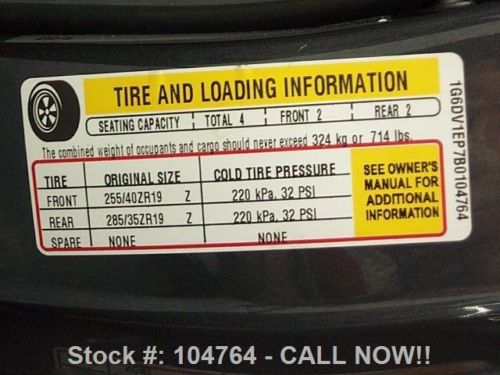 TIRE AND LOADING INFORMATION
SEATING CAPACITY TOTAL 4 FRONT 2 REAR 2
The combined weight of occupants and cargo should never exceed 324 kg or 714 lbs.
TIRE ORIGINAL SIZE COLD TIRE PRESSURE
FRONT 255/40ZR19 Z 220 kPa, 32 PSI
REAR 285/35ZR19 Z 220 kPa, 32 PSI
SPARE NONE NONE
SEE OWNER'S
MANUAL FOR
ADDITIONAL
INFORMATION
1G6DV1EP7B0104764
Stock #: 104764 - CALL NOW!!